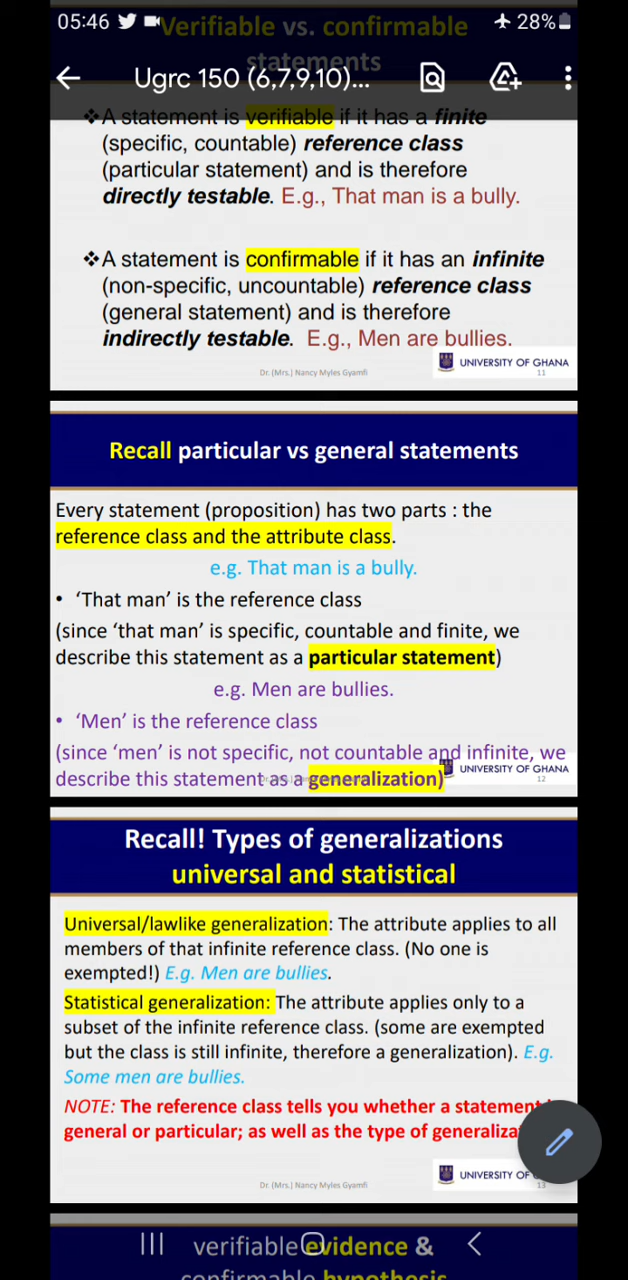 05:46
28%
Verifiable vs. confirmable
statements
Ugrc 150 (6,7,9,10)...
❖A statement is verifiable if it has a finite
(specific, countable) reference class
(particular statement) and is therefore
directly testable. E.g., That man is a bully.
❖A statement is confirmable if it has an infinite
(non-specific, uncountable) reference class
(general statement) and is therefore
indirectly testable. E.g., Men are bullies.
UNIVERSITY OF GHANA
Dr. (Mrs.) Nancy Myles Gyamfi
11
Recall particular vs general statements
Every statement (proposition) has two parts : the
reference class and the attribute class.
e.g. That man is a bully.
• ‘That man’ is the reference class
(since ‘that man’ is specific, countable and finite, we
describe this statement as a particular statement)
e.g. Men are bullies.
• ‘Men’ is the reference class
(since ‘men’ is not specific, not countable and infinite, we
describe this statement as a generalization)
UNIVERSITY OF GHANA
12
Recall! Types of generalizations
universal and statistical
Universal/lawlike generalization: The attribute applies to all
members of that infinite reference class. (No one is
exempted!) E.g. Men are bullies.
Statistical generalization: The attribute applies only to a
subset of the infinite reference class. (some are exempted
but the class is still infinite, therefore a generalization). E.g.
Some men are bullies.
NOTE: The reference class tells you whether a statement
general or particular; as well as the type of
UNIVERSITY OF
Dr. (Mrs.) Nancy Myles Gyamfi
13
verifiable evidence &
confirmable hypothesis